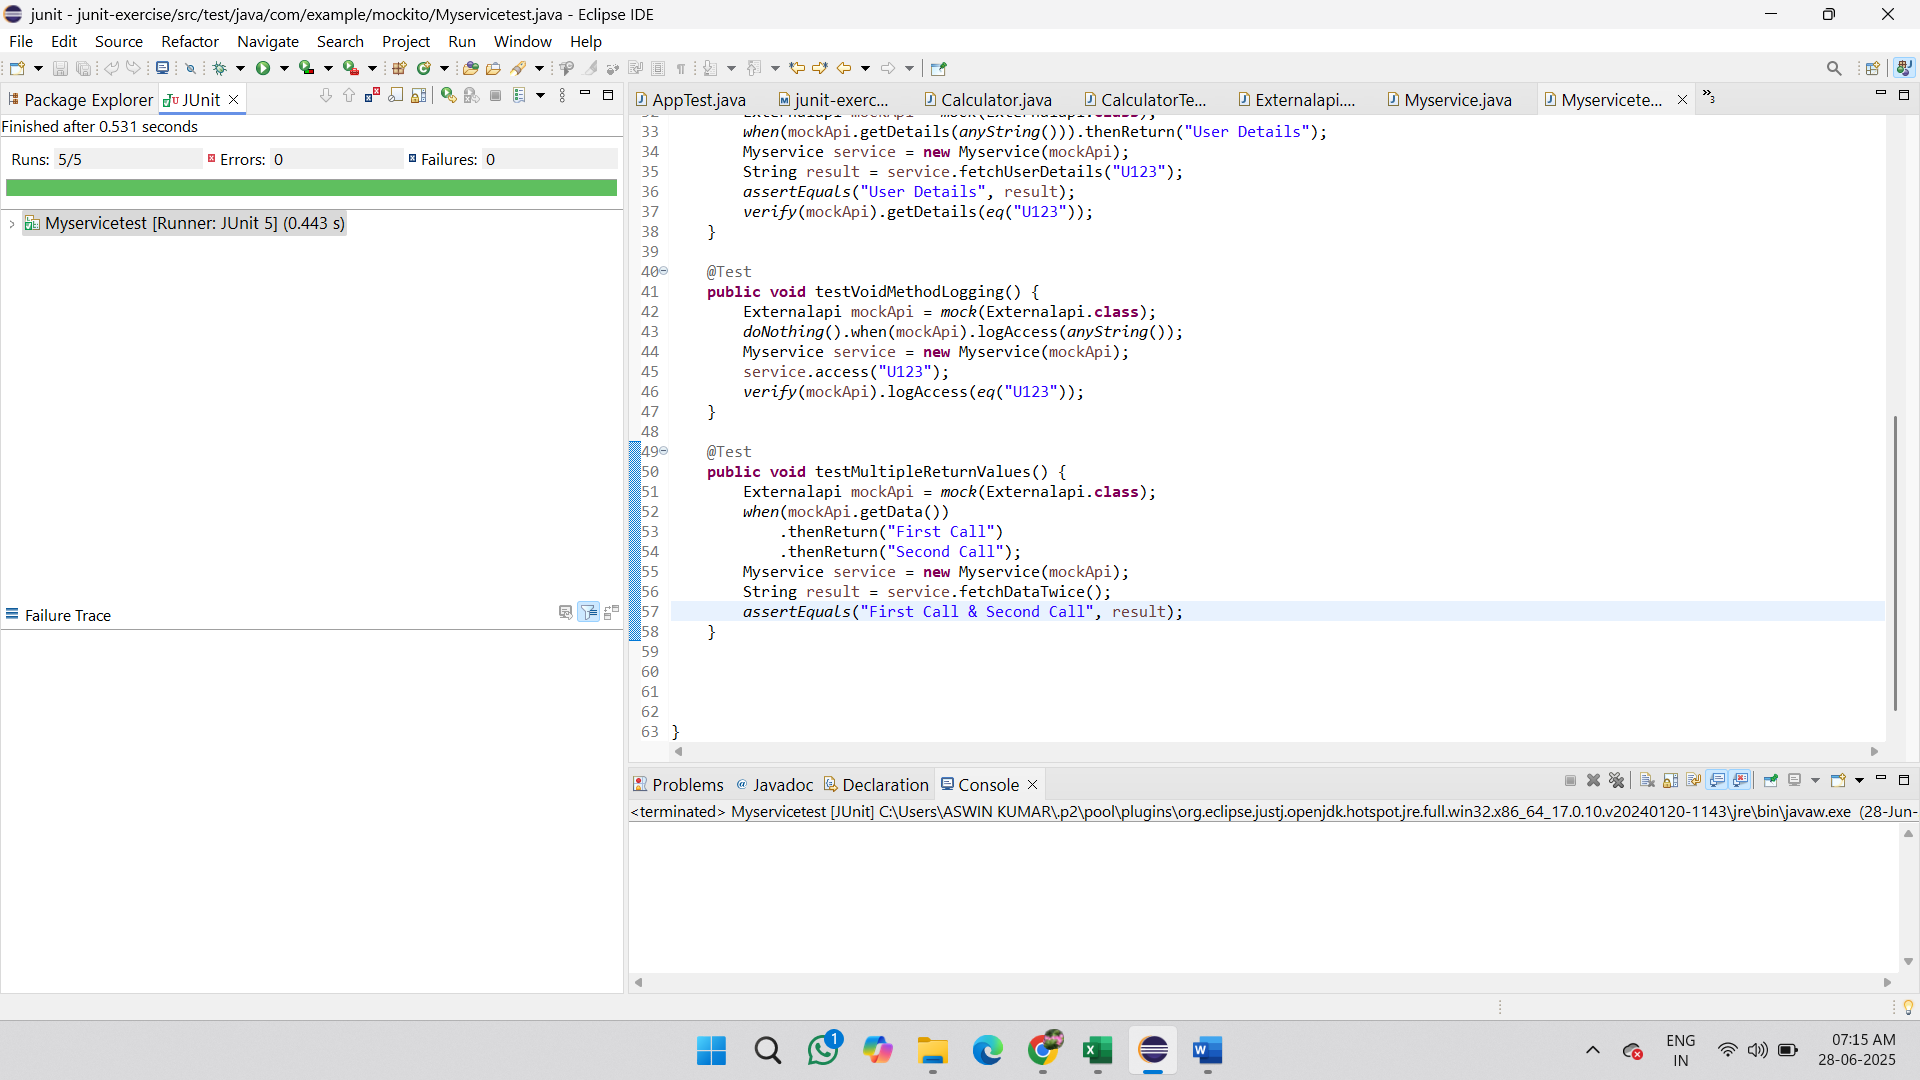 junit - junit-exercise/src/test/java/com/example/mockito/Myservicetest.java - Eclipse IDE
File Edit Source Refactor Navigate Search Project Run Window Help
Package Explorer JUnit
Finished after 0.531 seconds
Runs: 5/5 Errors: 0 Failures: 0
Myservicetest [Runner: JUnit 5] (0.443 s)
Failure Trace
AppTest.java junit-exerc... Calculator.java CalculatorTe... Externalapi.... Myservice.java Myservicete... »3
32 Externalapi mockApi = mock(Externalapi.class);
33 when(mockApi.getDetails(anyString())).thenReturn("User Details");
34 Myservice service = new Myservice(mockApi);
35 String result = service.fetchUserDetails("U123");
36 assertEquals("User Details", result);
37 verify(mockApi).getDetails(eq("U123"));
38 }
39
40 @Test
41 public void testVoidMethodLogging() {
42 Externalapi mockApi = mock(Externalapi.class);
43 doNothing().when(mockApi).logAccess(anyString());
44 Myservice service = new Myservice(mockApi);
45 service.access("U123");
46 verify(mockApi).logAccess(eq("U123"));
47 }
48
49 @Test
50 public void testMultipleReturnValues() {
51 Externalapi mockApi = mock(Externalapi.class);
52 when(mockApi.getData())
53 .thenReturn("First Call")
54 .thenReturn("Second Call");
55 Myservice service = new Myservice(mockApi);
56 String result = service.fetchDataTwice();
57 assertEquals("First Call & Second Call", result);
58 }
59
60
61
62
63 }
Problems Javadoc Declaration Console
<terminated> Myservicetest [JUnit] C:\Users\ASWIN KUMAR\.p2\pool\plugins\org.eclipse.justj.openjdk.hotspot.jre.full.win32.x86_64_17.0.10.v20240120-1143\jre\bin\javaw.exe (28-Jun-
1
ENG
IN
07:15 AM
28-06-2025